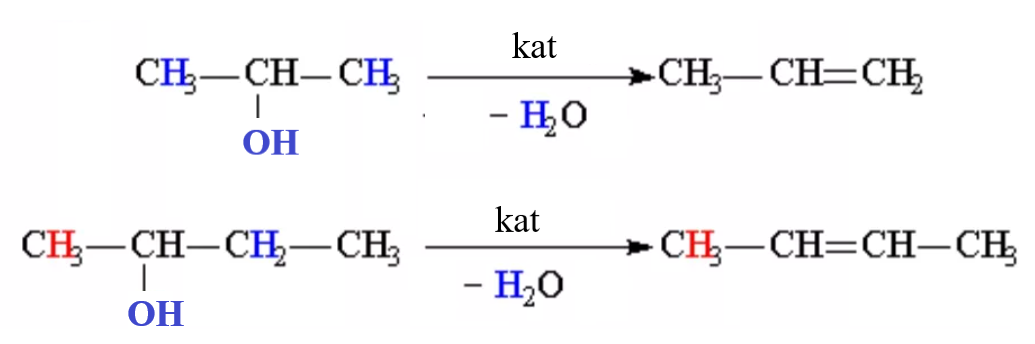 kat
CH₃—CH—CH₃ ⟶ CH₃—CH=CH₂
− H₂O
OH
kat
CH₃—CH—CH₂—CH₃ ⟶ CH₃—CH=CH—CH₃
− H₂O
OH